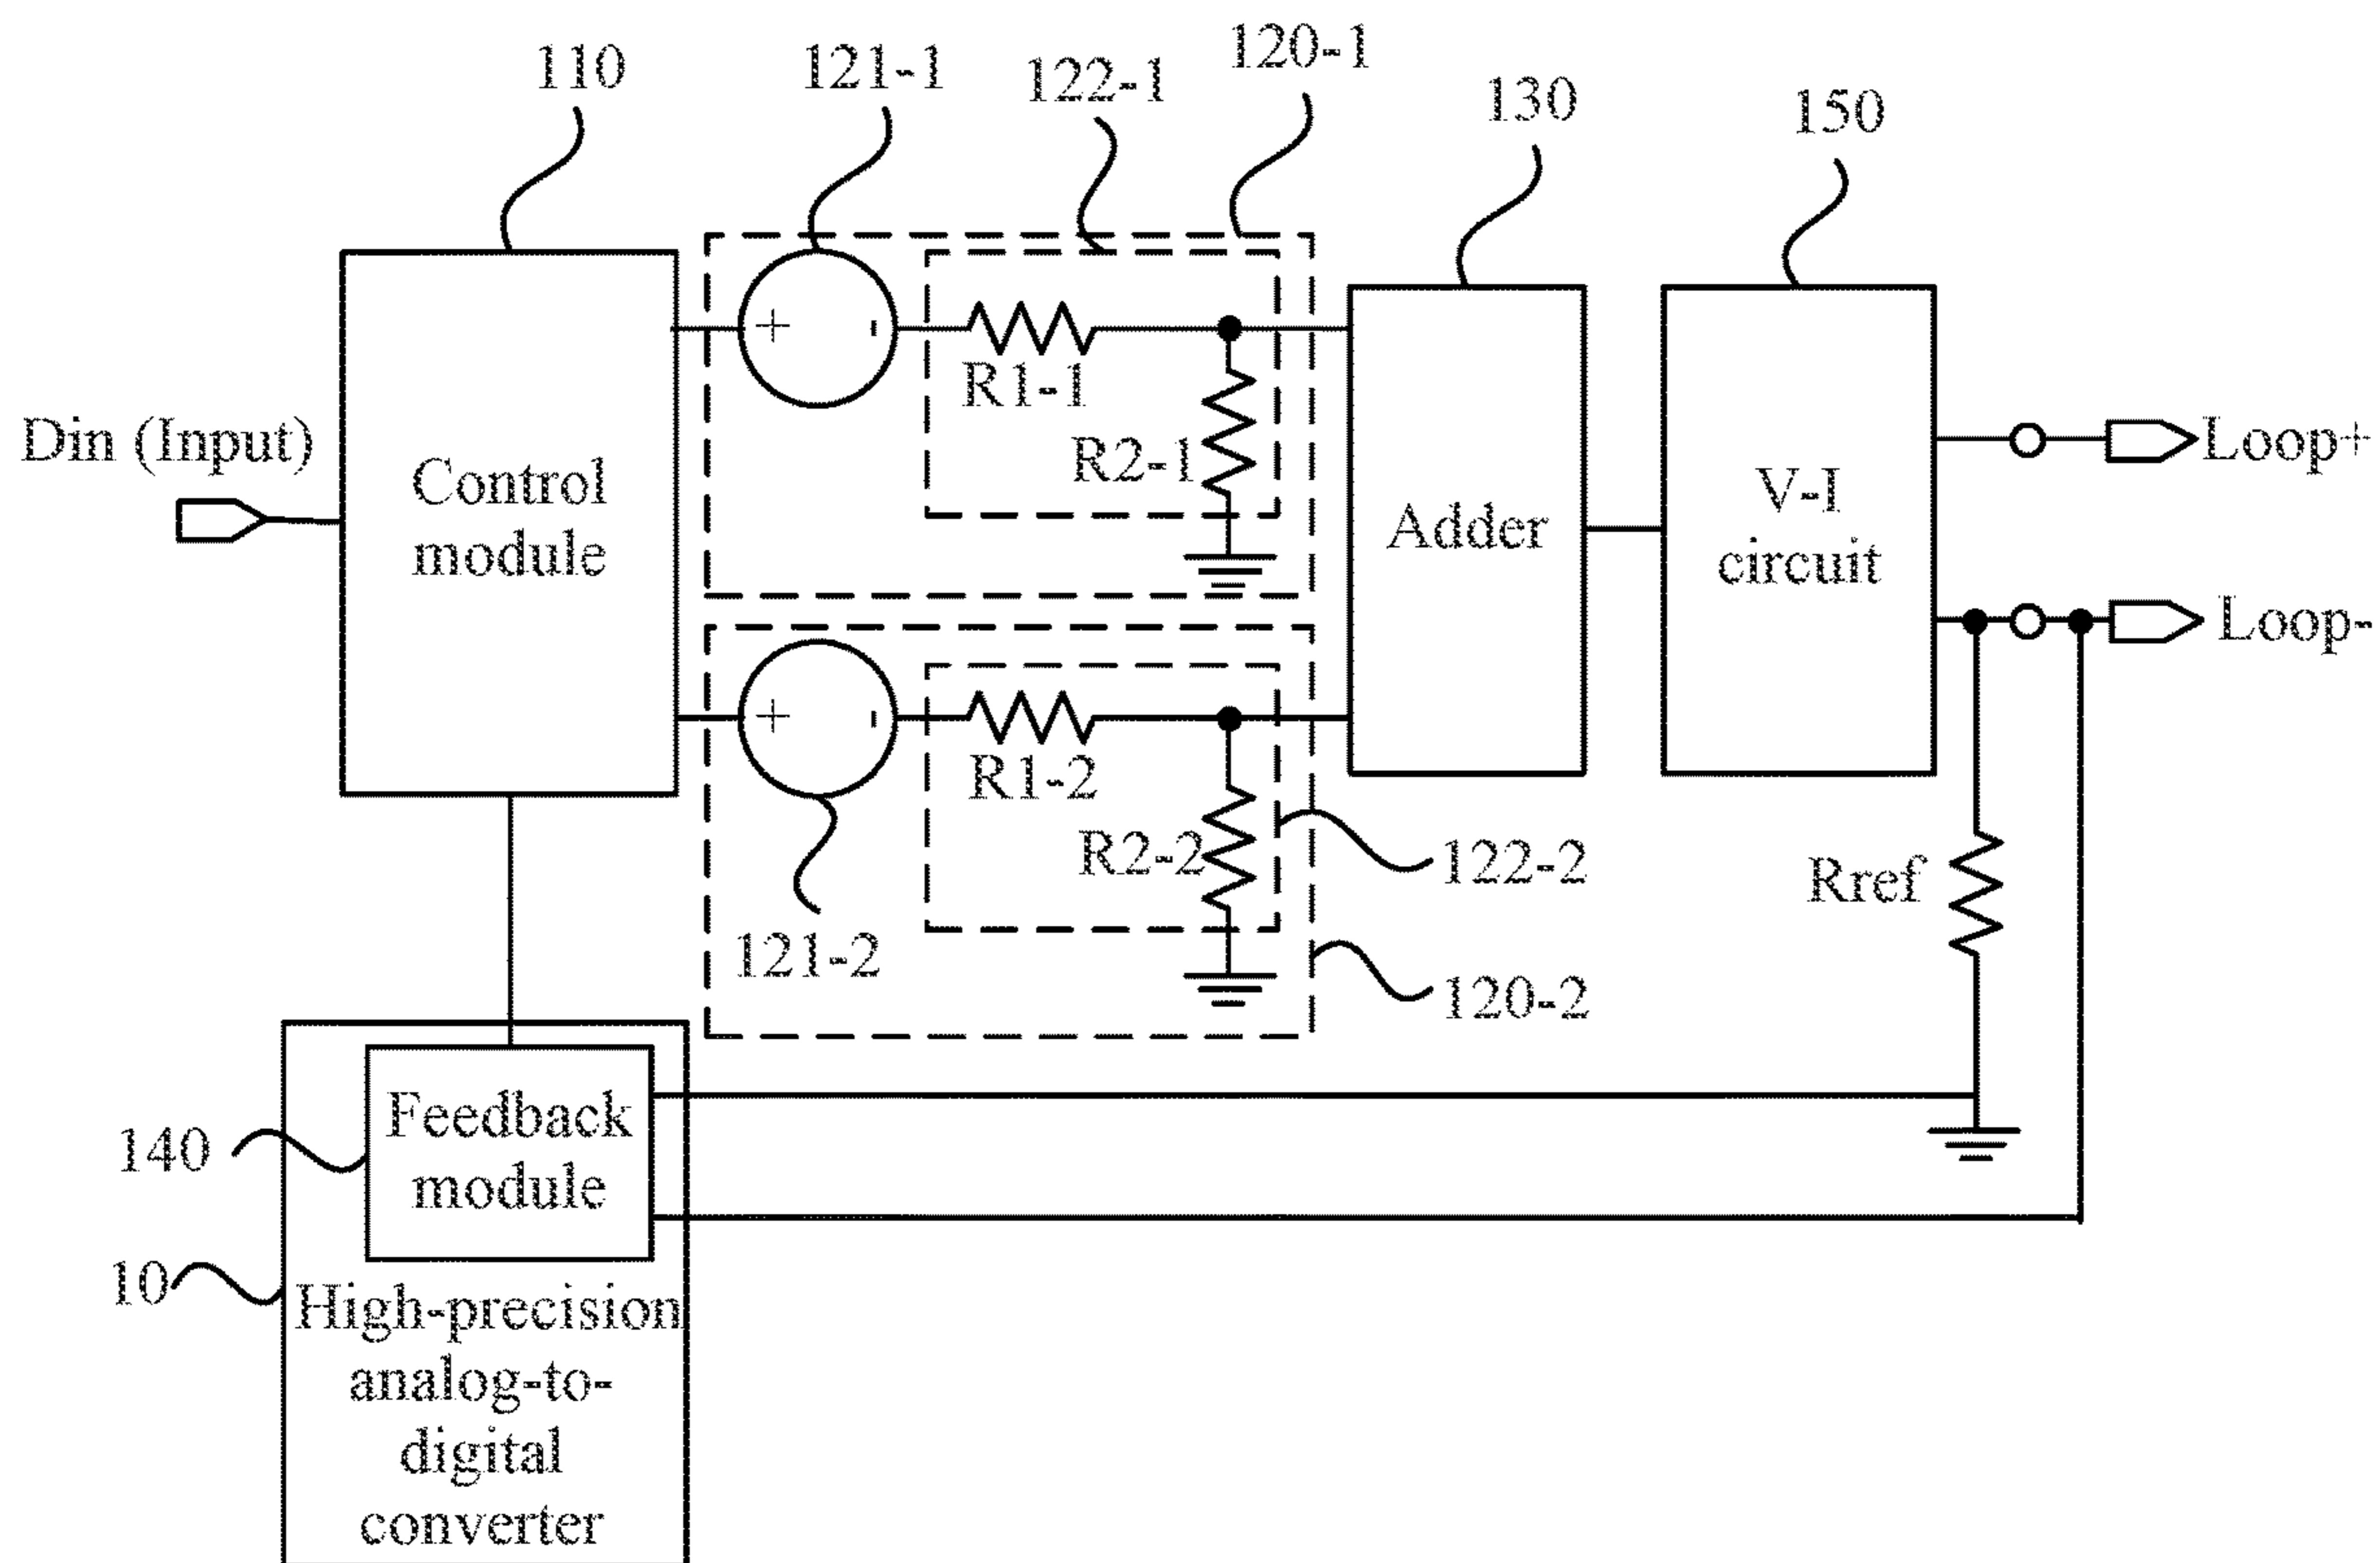 120-1
110
121-1
122-1
130
150
+
-
R1-1
Din (Input)
Loop+
R2-1
Control
module
V-I
circuit
Adder
Loop-
+
-
R1-2
R2-2
122-2
Rref
121-2
120-2
Feedback
module
140
10
High-precision
analog-to-
digital
converter